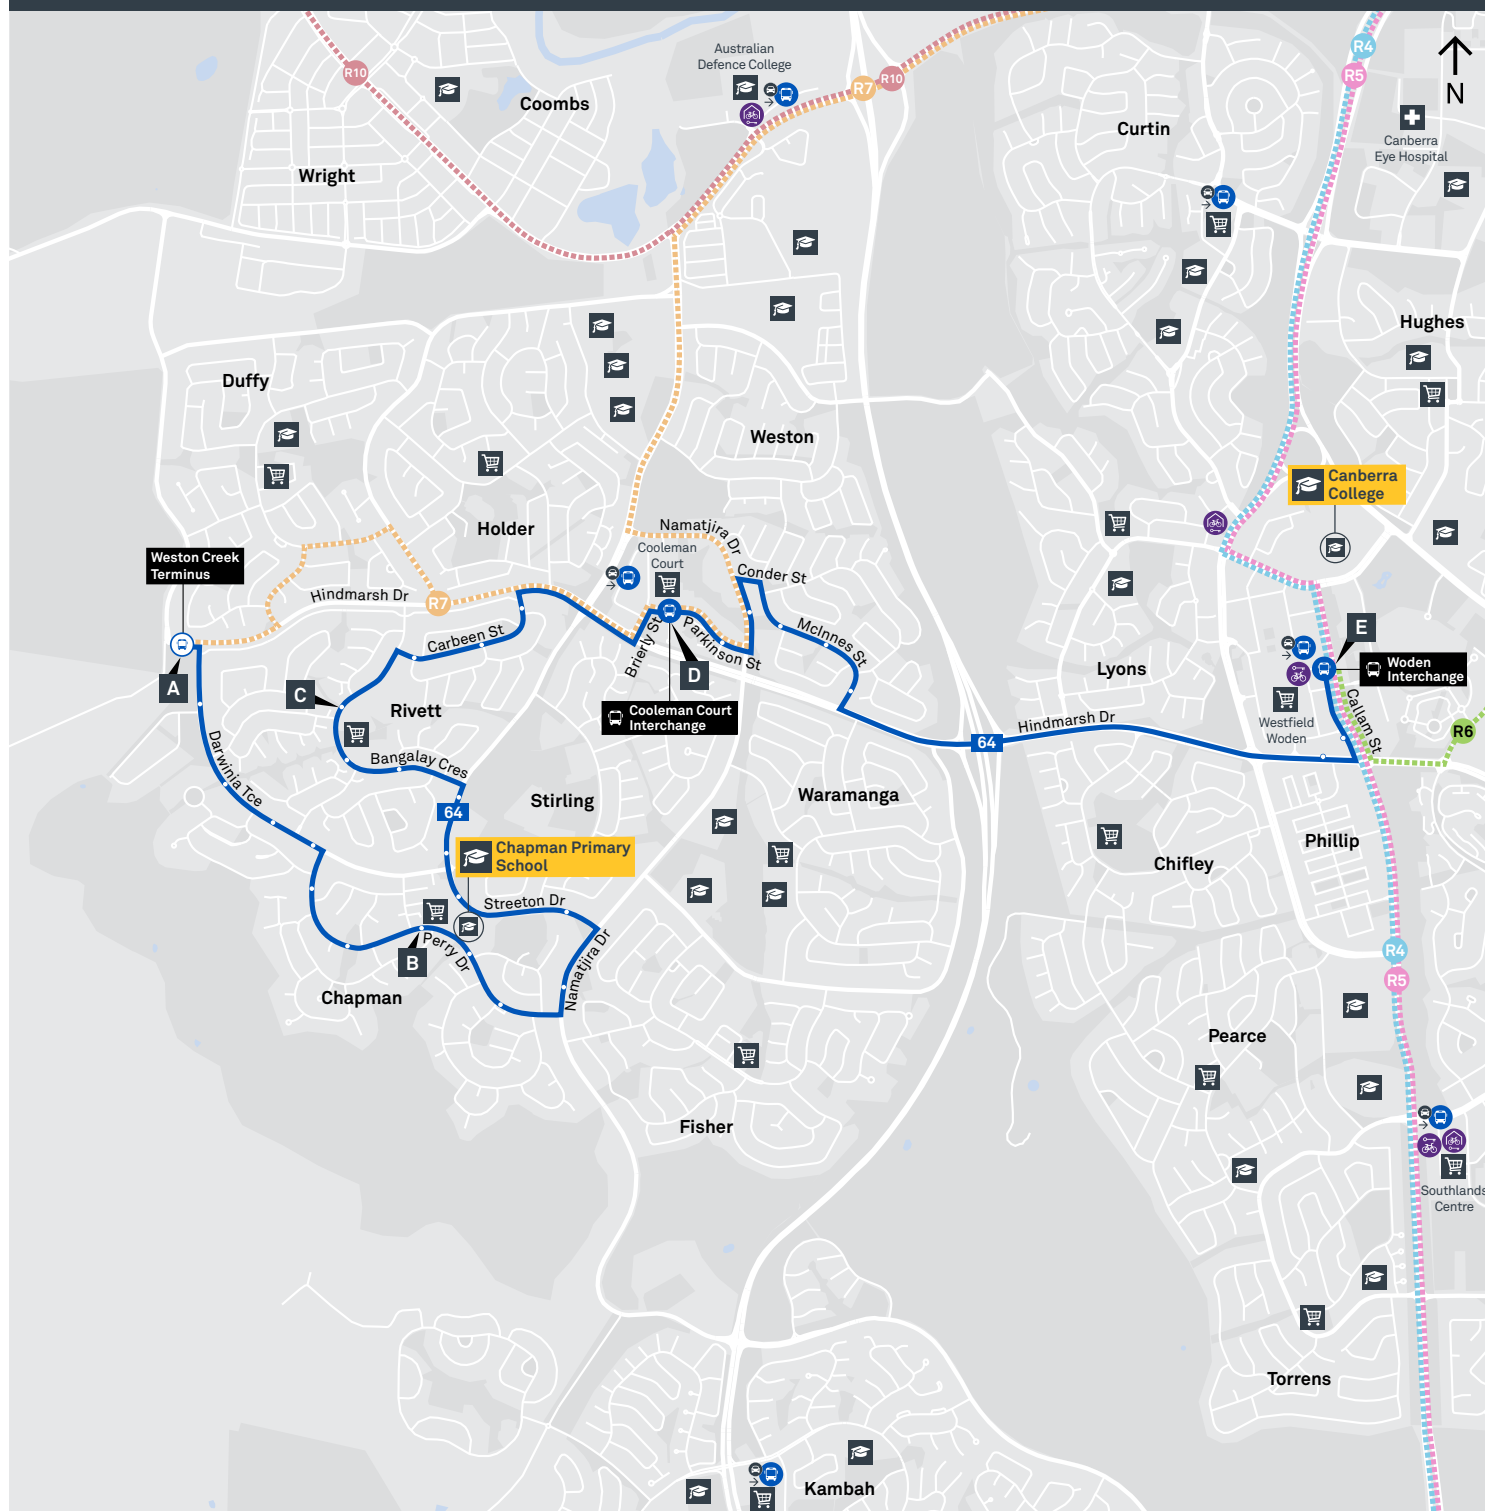 R4
R5
N
Australian
Defence College
R10
R7
R10
Coombs
Curtin
Canberra
Eye Hospital
Wright
Hughes
Duffy
Weston
Canberra
College
Holder
Namatjira Dr
Cooleman
Court
Weston Creek
Terminus
Conder St
Hindmarsh Dr
R7
Carbeen St
Brierly St
Parkinson St
McInnes St
E
Woden
Interchange
Lyons
A
C
D
Rivett
Cooleman Court
Interchange
Westfield
Woden
Callam St
R6
Hindmarsh Dr
64
Darwinia Tce
Bangalay Cres
Stirling
Waramanga
64
Phillip
Chapman Primary
School
Chifley
Streeton Dr
Perry Dr
B
Namatjira Dr
R4
R5
Chapman
Pearce
Fisher
Southlands
Centre
Torrens
Kambah